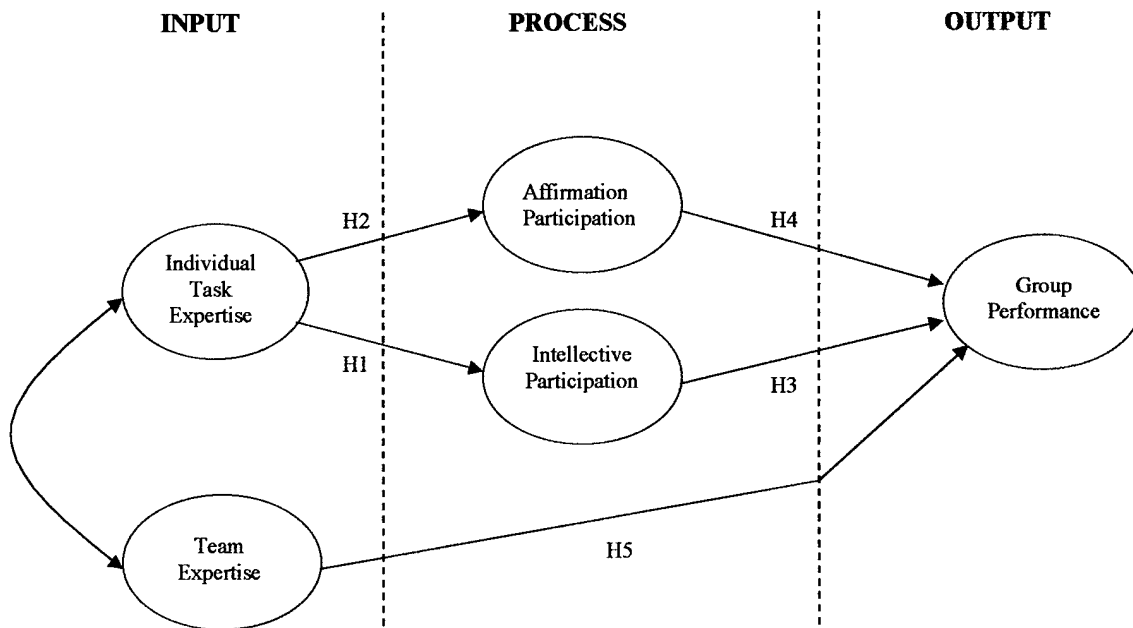 INPUT
PROCESS
OUTPUT
Affirmation
Participation
H2
H4
Individual
Task
Expertise
Group
Performance
H1
Intellective
Participation
H3
Team
Expertise
H5